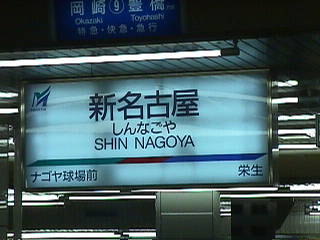 岡崎 9 豊橋
Okazaki Toyohashi
特急・快急・急行
新名古屋
しんなごや
SHIN NAGOYA
ナゴヤ球場前 栄生